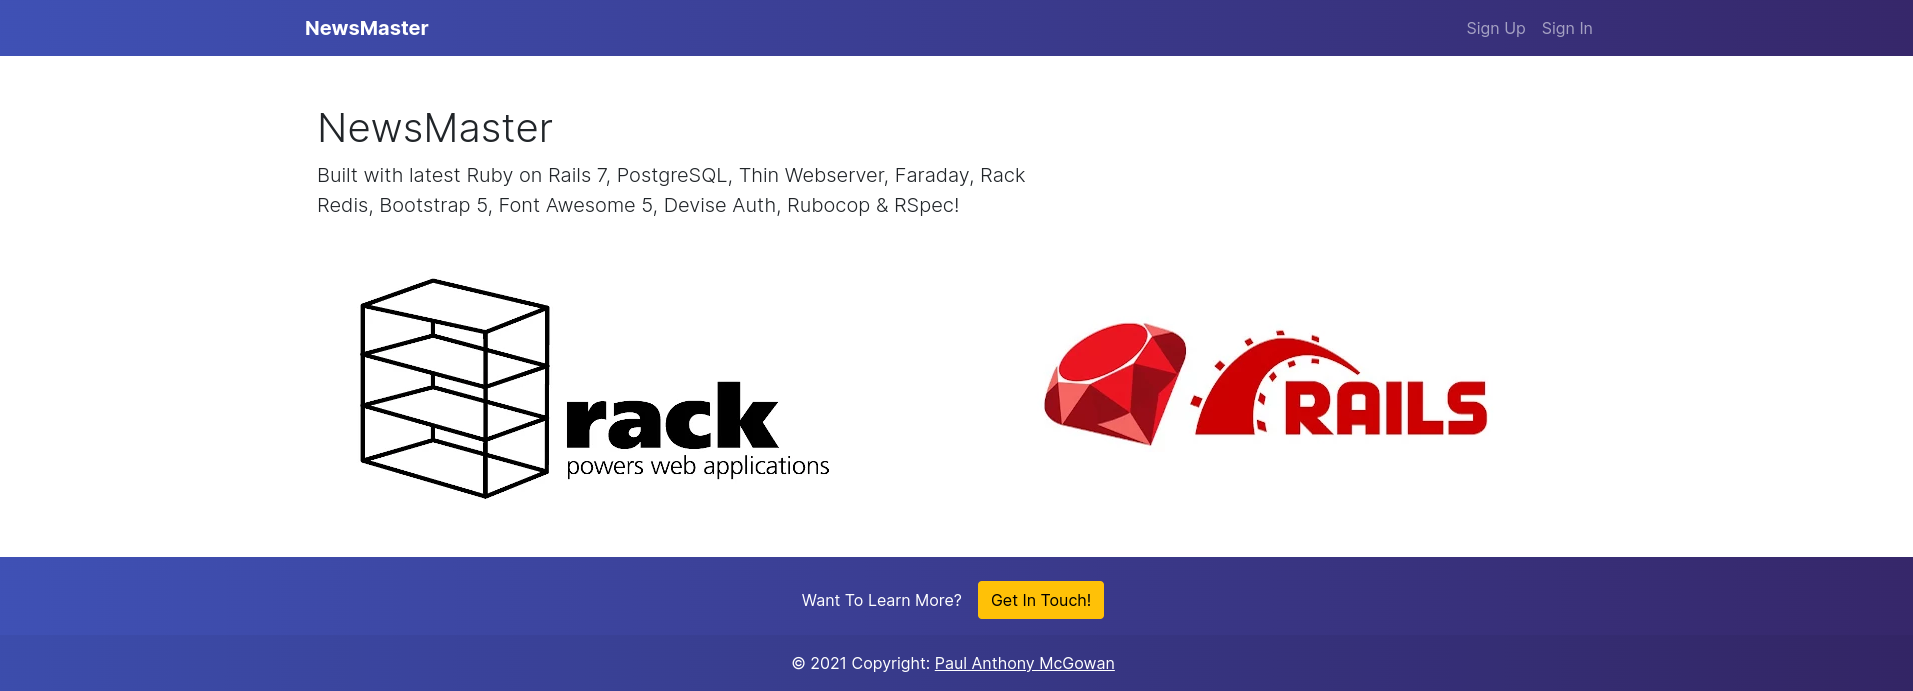 NewsMaster
Sign Up
Sign In
NewsMaster
Built with latest Ruby on Rails 7, PostgreSQL, Thin Webserver, Faraday, Rack
Redis, Bootstrap 5, Font Awesome 5, Devise Auth, Rubocop & RSpec!
rack
powers web applications
RAILS
Want To Learn More?
Get In Touch!
© 2021 Copyright: Paul Anthony McGowan